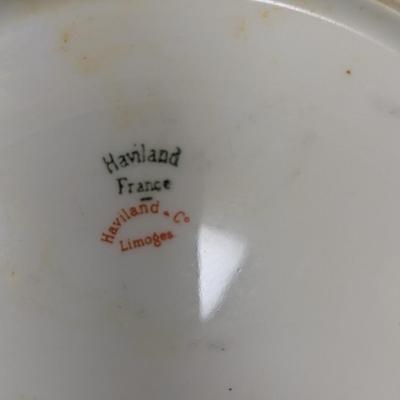 Haviland
France
Haviland & Co
Limoges